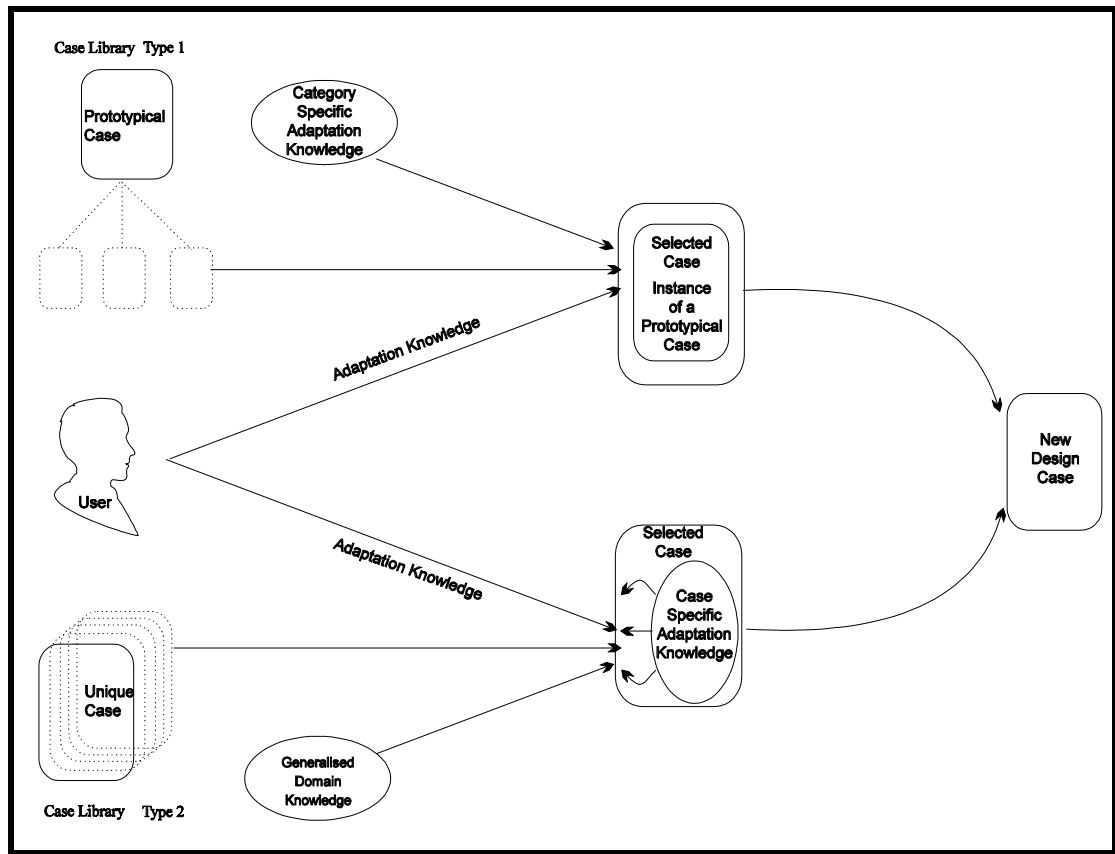 Case Library Type 1
Prototypical
Case
Category
Specific
Adaptation
Knowledge
Selected
Case
Instance
of a
Prototypical
Case
Adaptation Knowledge
User
New
Design
Case
Adaptation Knowledge
Selected
Case
Case
Specific
Adaptation
Knowledge
Unique
Case
Generalised
Domain
Knowledge
Case Library Type 2